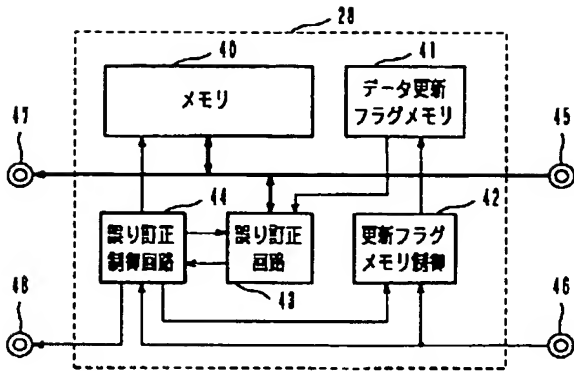 28
40
41
メモリ
データ更新
フラグメモリ
47
45
44
42
誤り訂正
制御回路
誤り訂正
回路
更新フラグ
メモリ制御
43
48
46